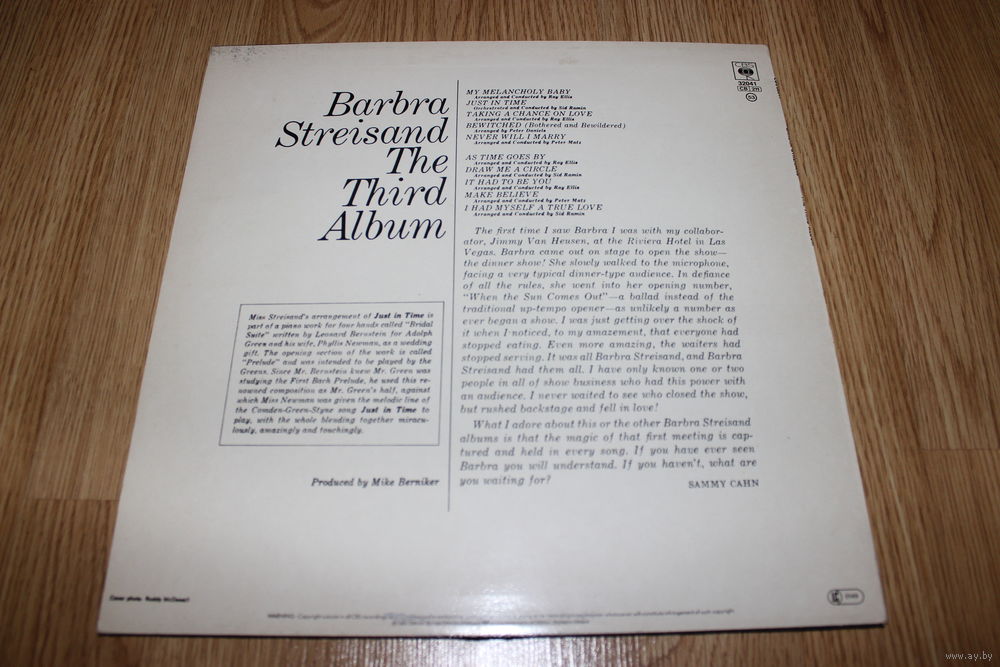 Barbra
Streisand
The
Third
Album
MY MELANCHOLY BABY
Arranged and Conducted by Ray Ellis
JUST IN TIME
Orchestrated and Conducted by Sid Ramin
TAKING A CHANCE ON LOVE
Arranged and Conducted by Ray Ellis
BEWITCHED (Bothered and Bewildered)
Arranged by Peter Daniels
NEVER WILL I MARRY
Arranged and Conducted by Peter Matz
AS TIME GOES BY
Arranged and Conducted by Ray Ellis
DRAW ME A CIRCLE
Arranged and Conducted by Sid Ramin
IT HAD TO BE YOU
Arranged and Conducted by Ray Ellis
MAKE BELIEVE
Arranged and Conducted by Peter Matz
I HAD MYSELF A TRUE LOVE
Arranged and Conducted by Sid Ramin
CBS
32041
53
The first time I saw Barbra I was with my collabor-
ator, Jimmy Van Heusen, at the Riviera Hotel in Las
Vegas. Barbra came out on stage to open the show—
the dinner show! She slowly walked to the microphone,
facing a very typical dinner-type audience. In defiance
of all the rules, she went into her opening number,
"When the Sun Comes Out"—a ballad instead of the
traditional up-tempo opener—as unlikely a number as
ever began a show. I was just getting over the shock of
it when I noticed, to my amazement, that everyone had
stopped eating. Even more amazing, the waiters had
stopped serving. It was all Barbra Streisand, and Barbra
Streisand had them all. I have only known one or two
people in all of show business who had this power with
an audience. I never waited to see who closed the show,
but rushed backstage and fell in love!
What I adore about this or the other Barbra Streisand
albums is that the magic of that first meeting is cap-
tured and held in every song. If you have ever seen
Barbra you will understand. If you haven't, what are
you waiting for?
SAMMY CAHN
Miss Streisand's arrangement of Just in Time is
part of a piano work for four hands called "Bridal
Suite" written by Leonard Bernstein for Adolph
Green and his wife, Phyllis Newman, as a wedding
gift. The opening section of the work is called
"Prelude" and was intended to be played by the
Greens. Since Mr. Bernstein knew Mr. Green was
studying the First Bach Prelude, he used this re-
nowned composition as Mr. Green's half, against
which Miss Newman was given the melodic line of
the Comden-Green-Styne song Just in Time to
play, with the whole blending together miracu-
lously, amazingly and touchingly.
Produced by Mike Berniker
Cover photo: Roddy McDowall
WARNING: Copyright
www.ay.by